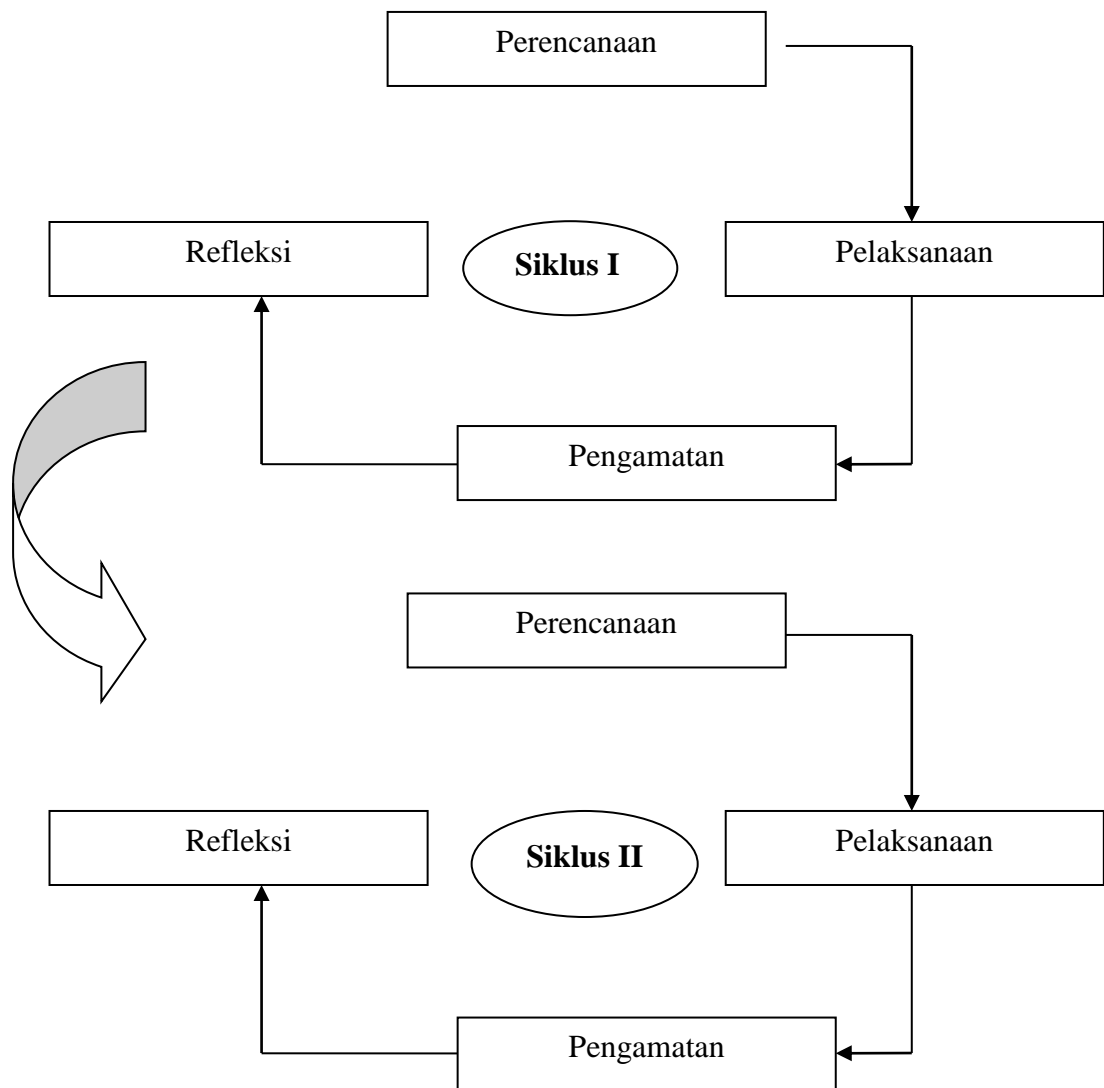 Perencanaan
Refleksi
Siklus I
Pelaksanaan
Pengamatan
Perencanaan
Refleksi
Siklus II
Pelaksanaan
Pengamatan